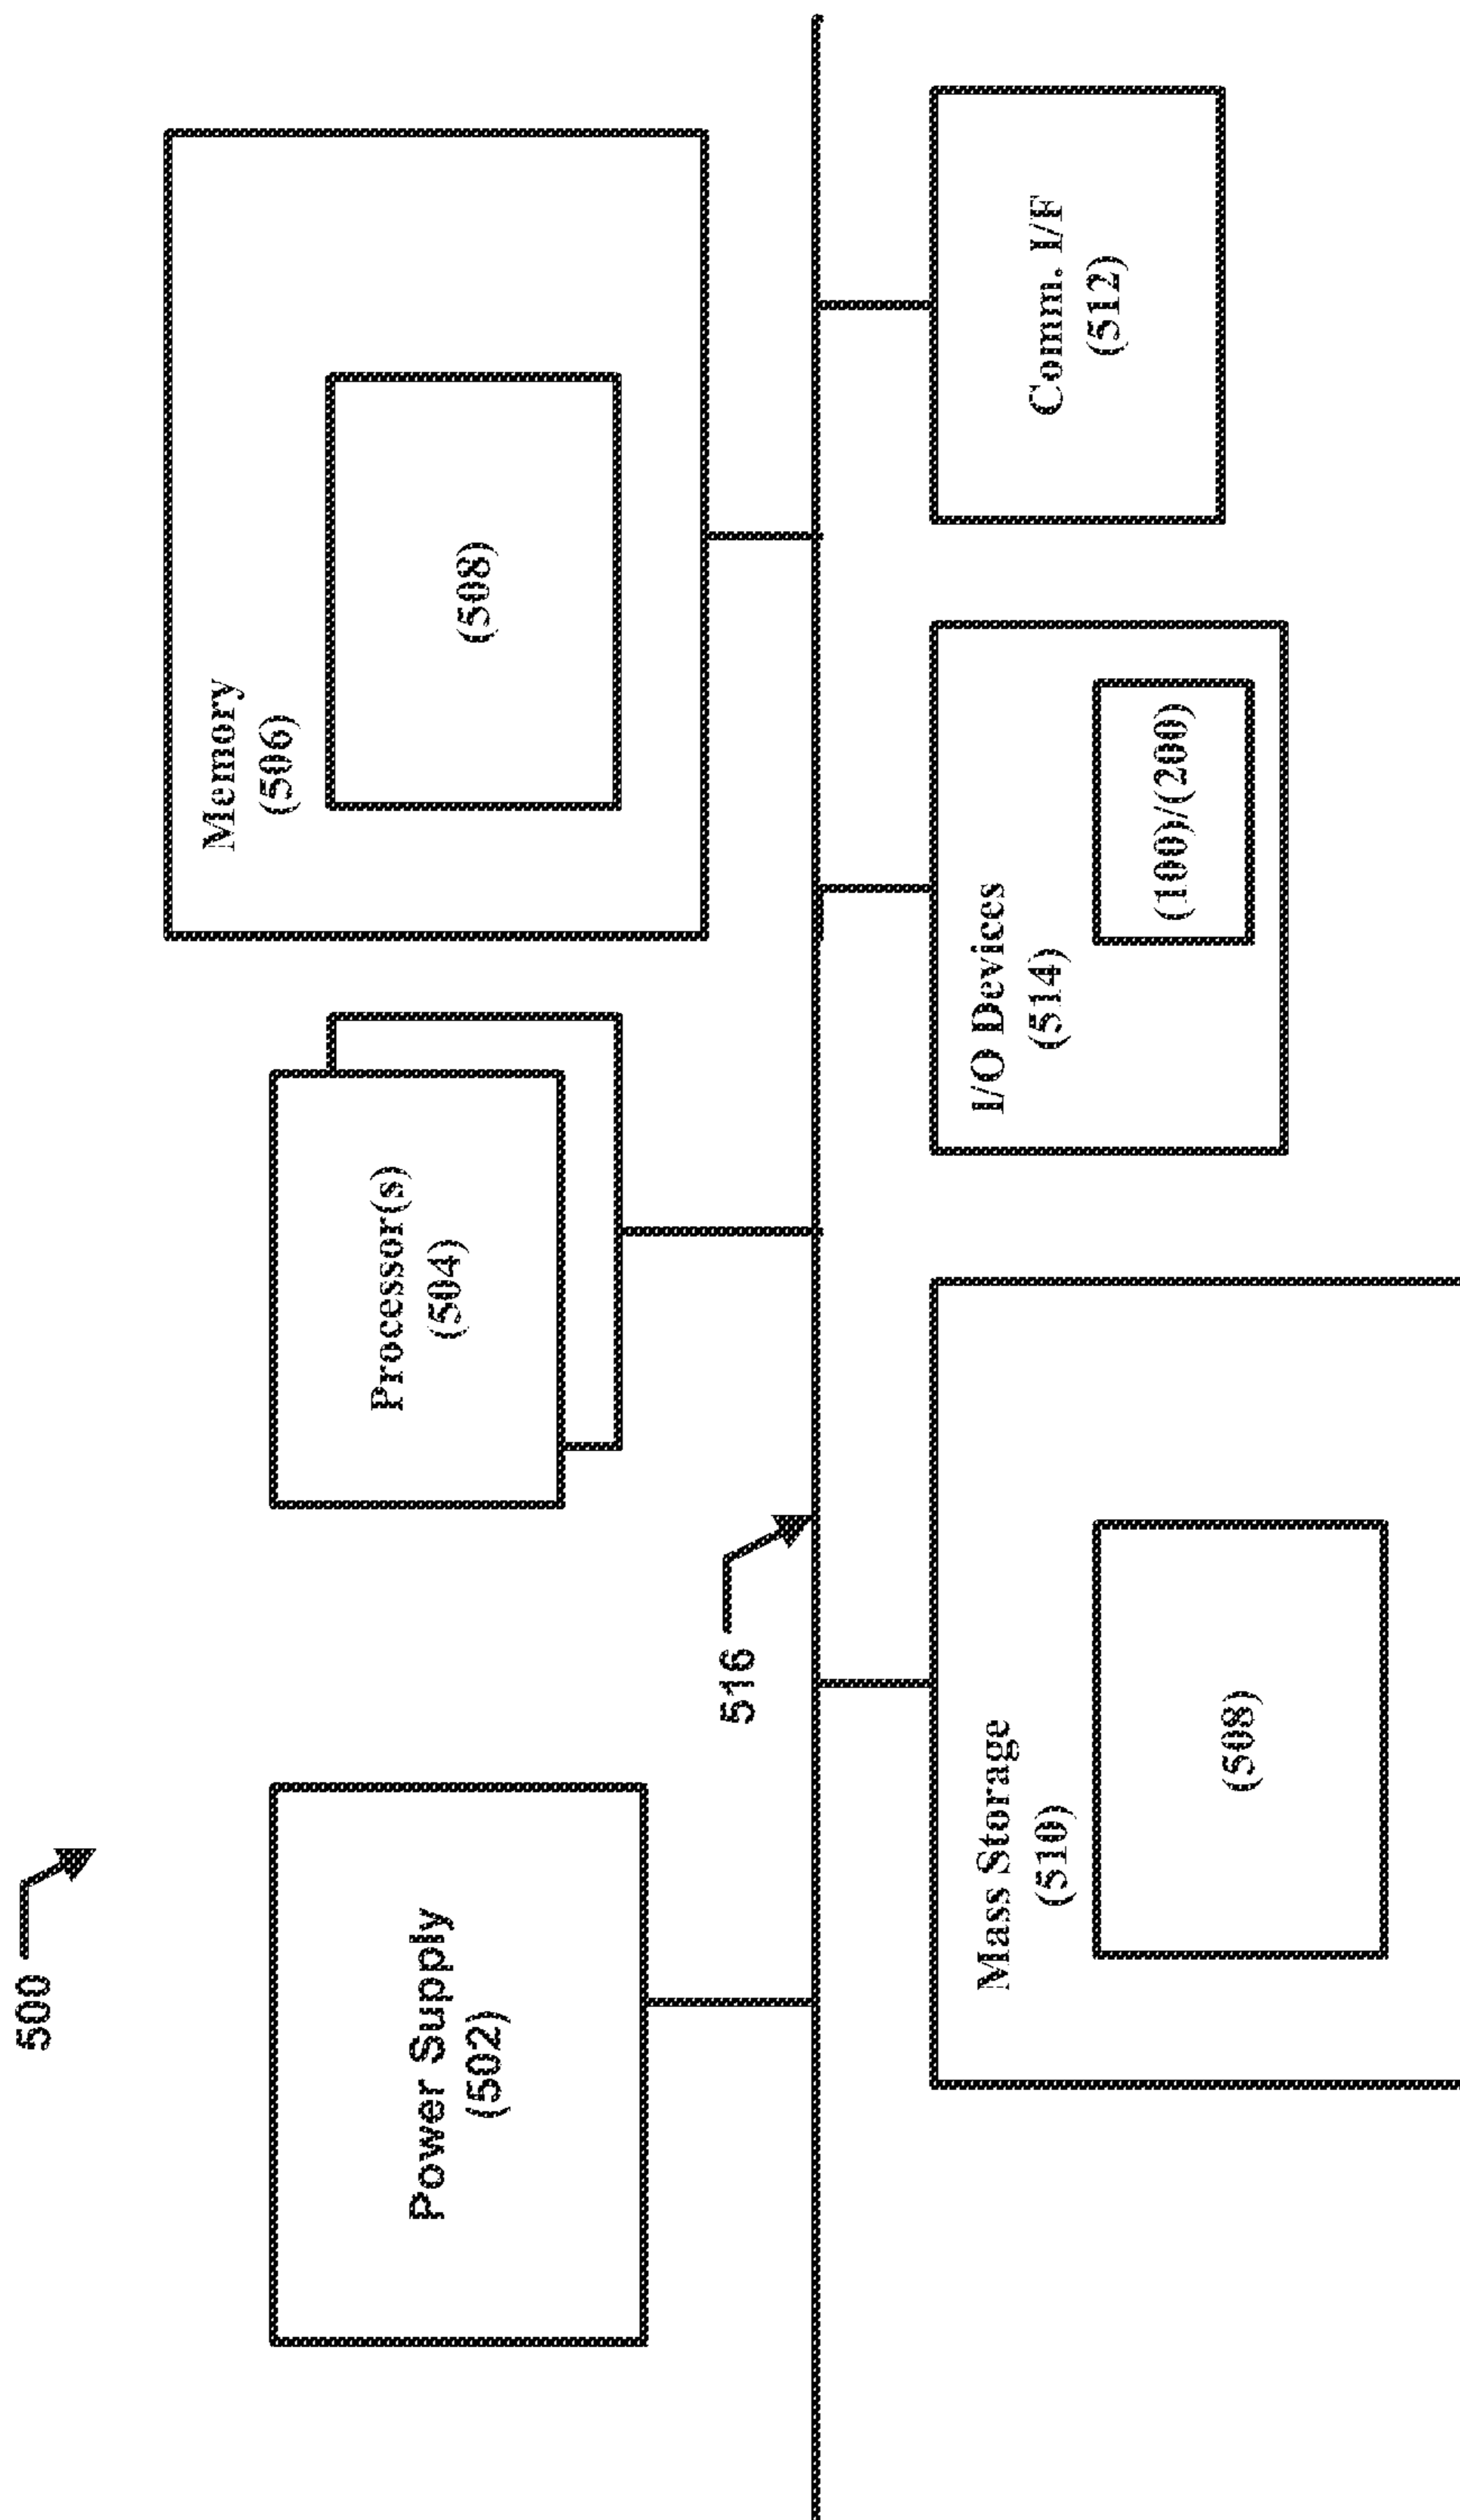 500
Power Supply
(502)
Processor(s)
(504)
Memory
(506)
(508)
516
Mass Storage
(510)
(508)
I/O Devices
(514)
(100)/(200)
Comm. I/F
(512)